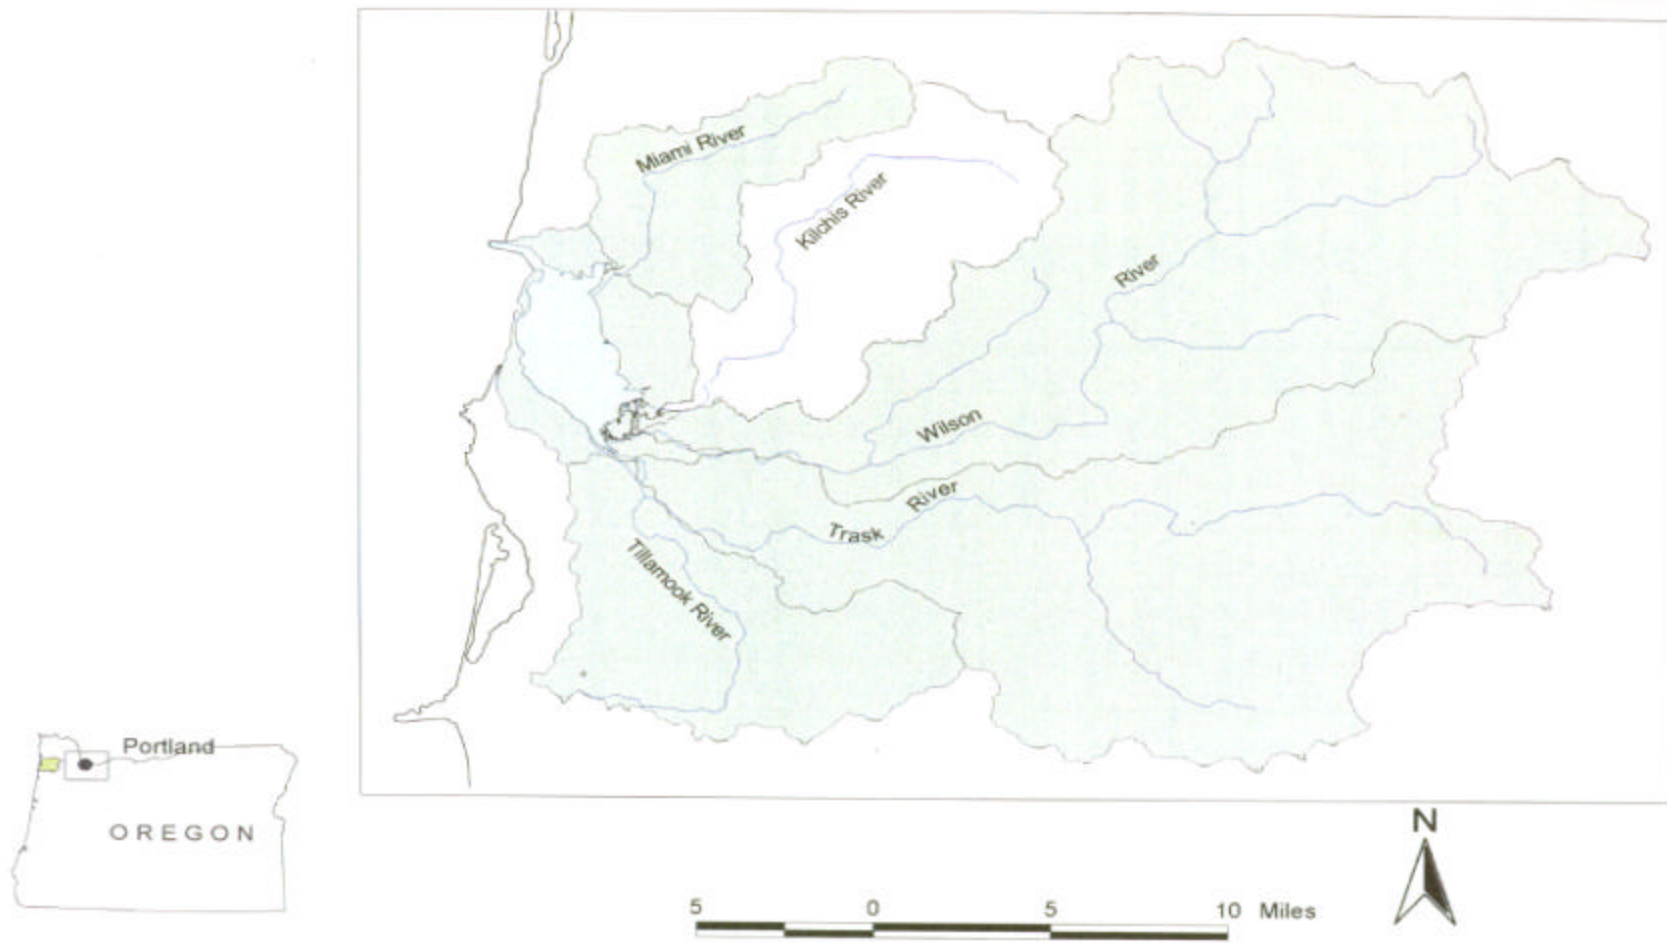 Miami River
Kilchis River
River
Wilson
River
Trask
Tillamook River
Portland
OREGON
N
5 0 5 10 Miles